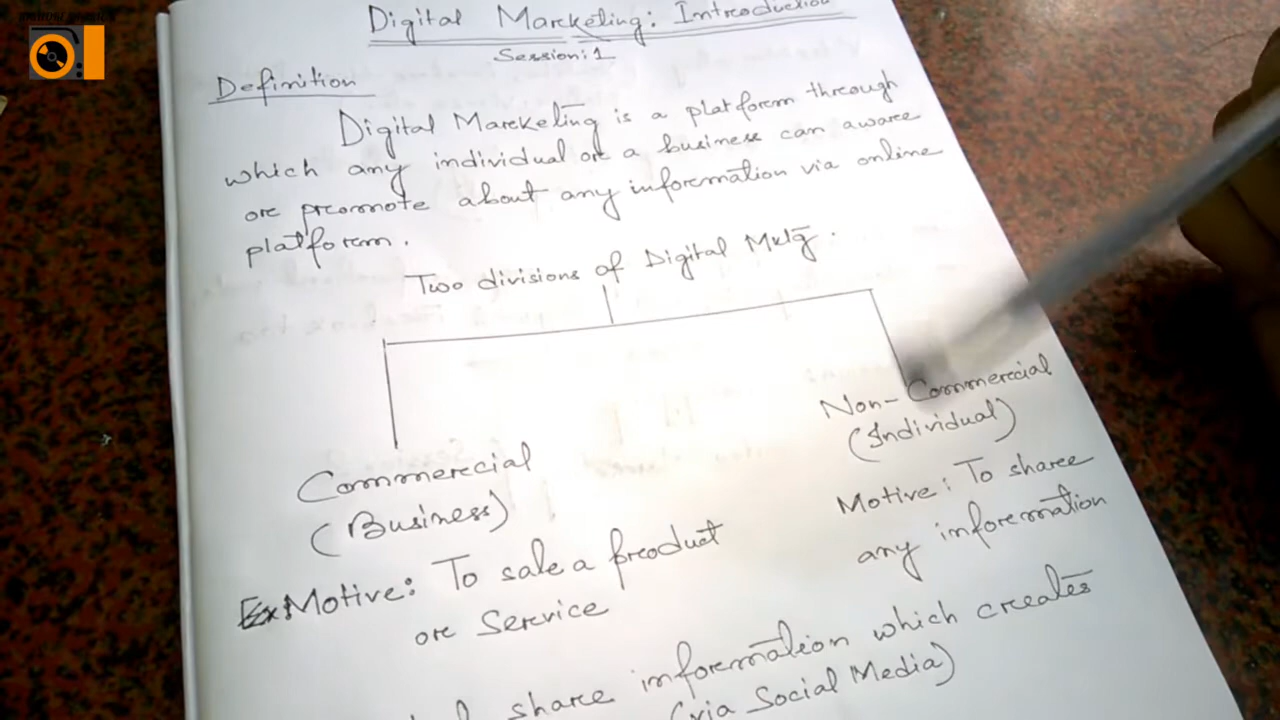 Digital Marketing: Introduction
Session: 1
Definition
Digital Marketing is a platform through
which any individual or a business can aware
or promote about any information via online
platform.
Two divisions of Digital Mktg.
Commercial
(Business)
Motive: To sale a product
or Service
Non-Commercial
(Individual)
Motive: To share
any information
share information which creates
(via Social Media)